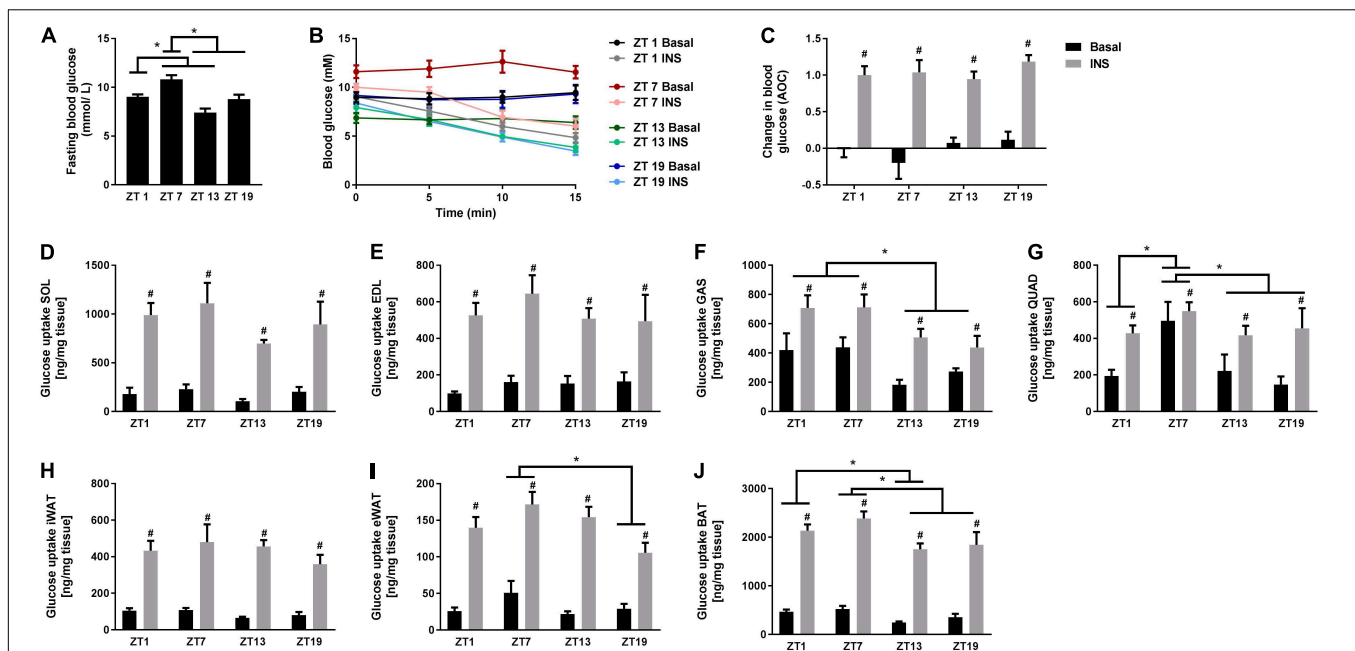 A
Fasting blood glucose
(mmol/ L)
15
10
5
0
*
*
ZT 1 ZT 7 ZT 13 ZT 19
B
Blood glucose (mM)
15
10
5
0
0 5 10 15
Time (min)
ZT 1 Basal
ZT 1 INS
ZT 7 Basal
ZT 7 INS
ZT 13 Basal
ZT 13 INS
ZT 19 Basal
ZT 19 INS
C
Change in blood
glucose (AOC)
1.5
1.0
0.5
0.0
-0.5
# # # #
ZT 1 ZT 7 ZT 13 ZT 19
Basal
INS
D
Glucose uptake SOL
[ng/mg tissue]
1500
1000
500
0
# # # #
ZT1 ZT7 ZT13 ZT19
E
Glucose uptake EDL
[ng/mg tissue]
800
600
400
200
0
# # # #
ZT1 ZT7 ZT13 ZT19
F
Glucose uptake GAS
[ng/mg tissue]
1000
800
600
400
200
0
*
# # # #
ZT1 ZT7 ZT13 ZT19
G
Glucose uptake QUAD
[ng/mg tissue]
800
600
400
200
0
*
*
# # # #
ZT1 ZT7 ZT13 ZT19
H
Glucose uptake iWAT
[ng/mg tissue]
800
600
400
200
0
# # # #
ZT1 ZT7 ZT13 ZT19
I
Glucose uptake eWAT
[ng/mg tissue]
200
150
100
50
0
*
# # # #
ZT1 ZT7 ZT13 ZT19
J
Glucose uptake BAT
[ng/mg tissue]
3000
2000
1000
0
*
*
# # # #
ZT1 ZT7 ZT13 ZT19